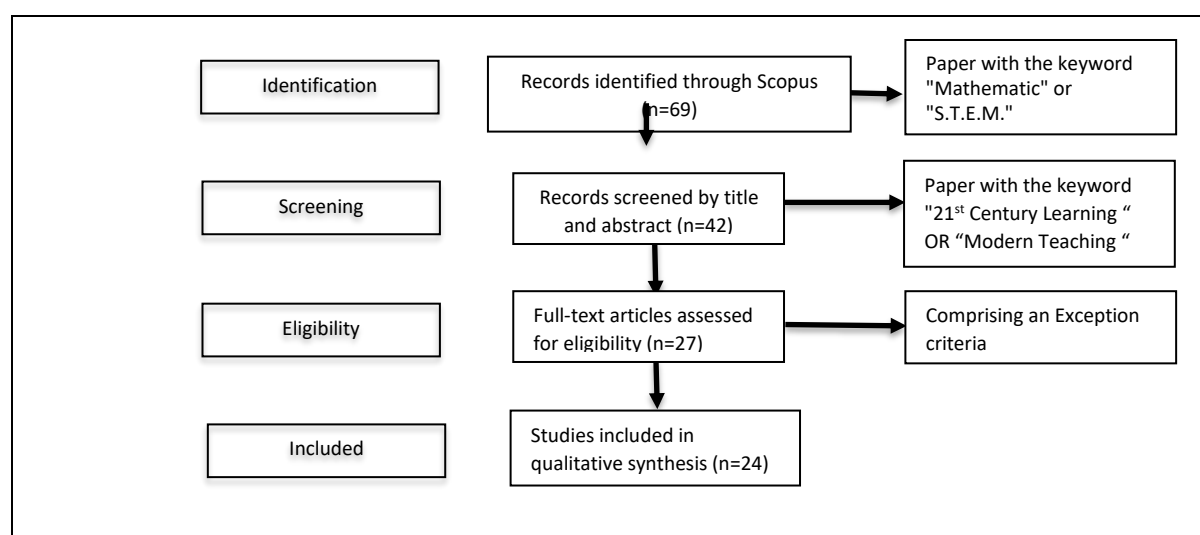 Identification
Records identified through Scopus
(n=69)
Paper with the keyword
"Mathematic" or
"S.T.E.M."
Screening
Records screened by title
and abstract (n=42)
Paper with the keyword
"21st Century Learning “
OR “Modern Teaching “
Eligibility
Full-text articles assessed
for eligibility (n=27)
Comprising an Exception
criteria
Included
Studies included in
qualitative synthesis (n=24)